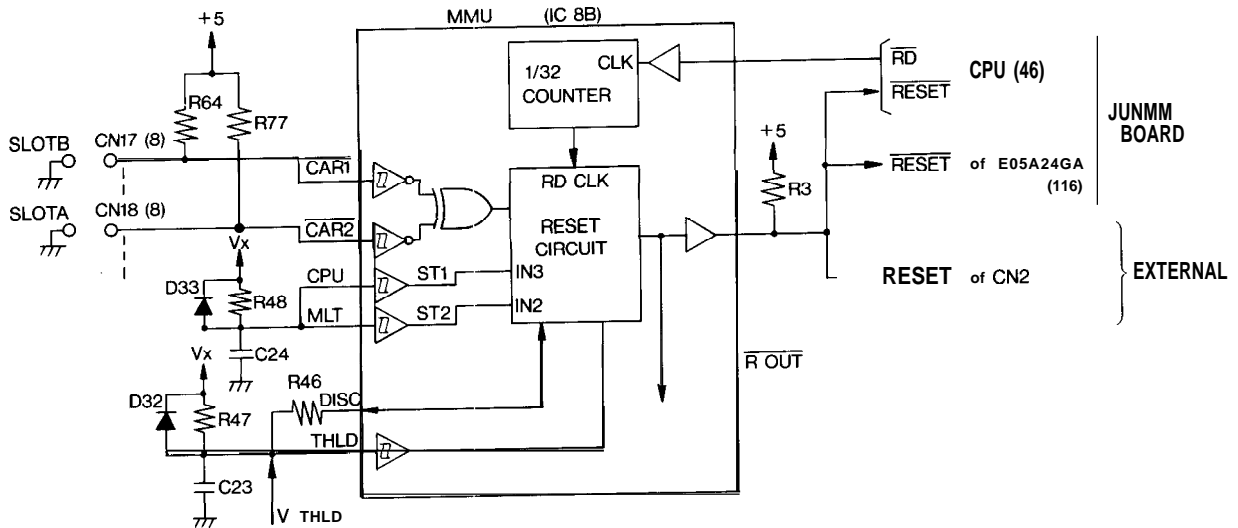 MMU (IC 8B)
+5
R64
R77
SLOTB
CN17 (8)
SLOTA
CN18 (8)
CAR1
CAR2
Vx
D33
R48
CPU
MLT
C24
Vx
D32
R47
R46
DISC
THLD
C23
V THLD
CLK
1/32
COUNTER
RD CLK
RESET
CIRCUIT
ST1
IN3
ST2
IN2
R OUT
+5
R3
RD
CPU (46)
RESET
JUNMM
BOARD
RESET of E05A24GA
(116)
RESET of CN2
EXTERNAL